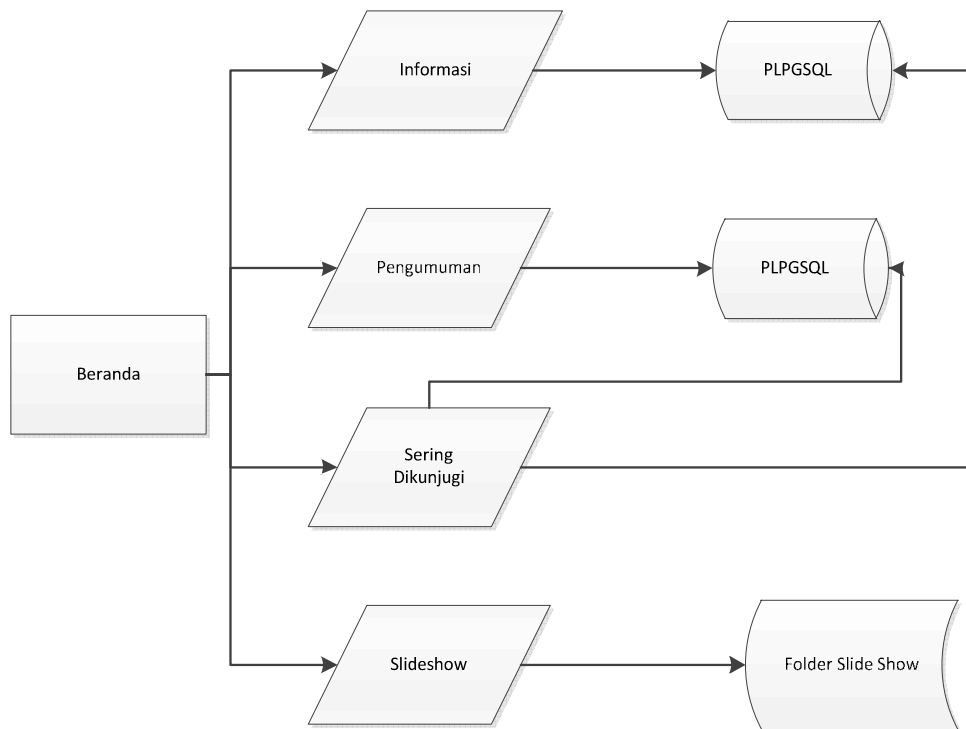 Informasi
PLPGSQL
Pengumuman
PLPGSQL
Beranda
Sering
Dikunjugi
Slideshow
Folder Slide Show